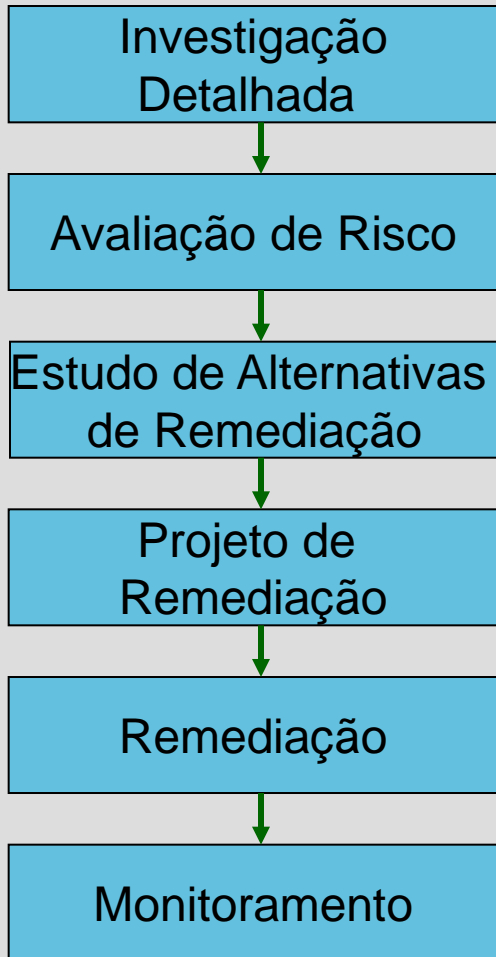 Investigação
Detalhada
Avaliação de Risco
Estudo de Alternativas
de Remediação
Projeto de
Remediação
Remediação
Monitoramento